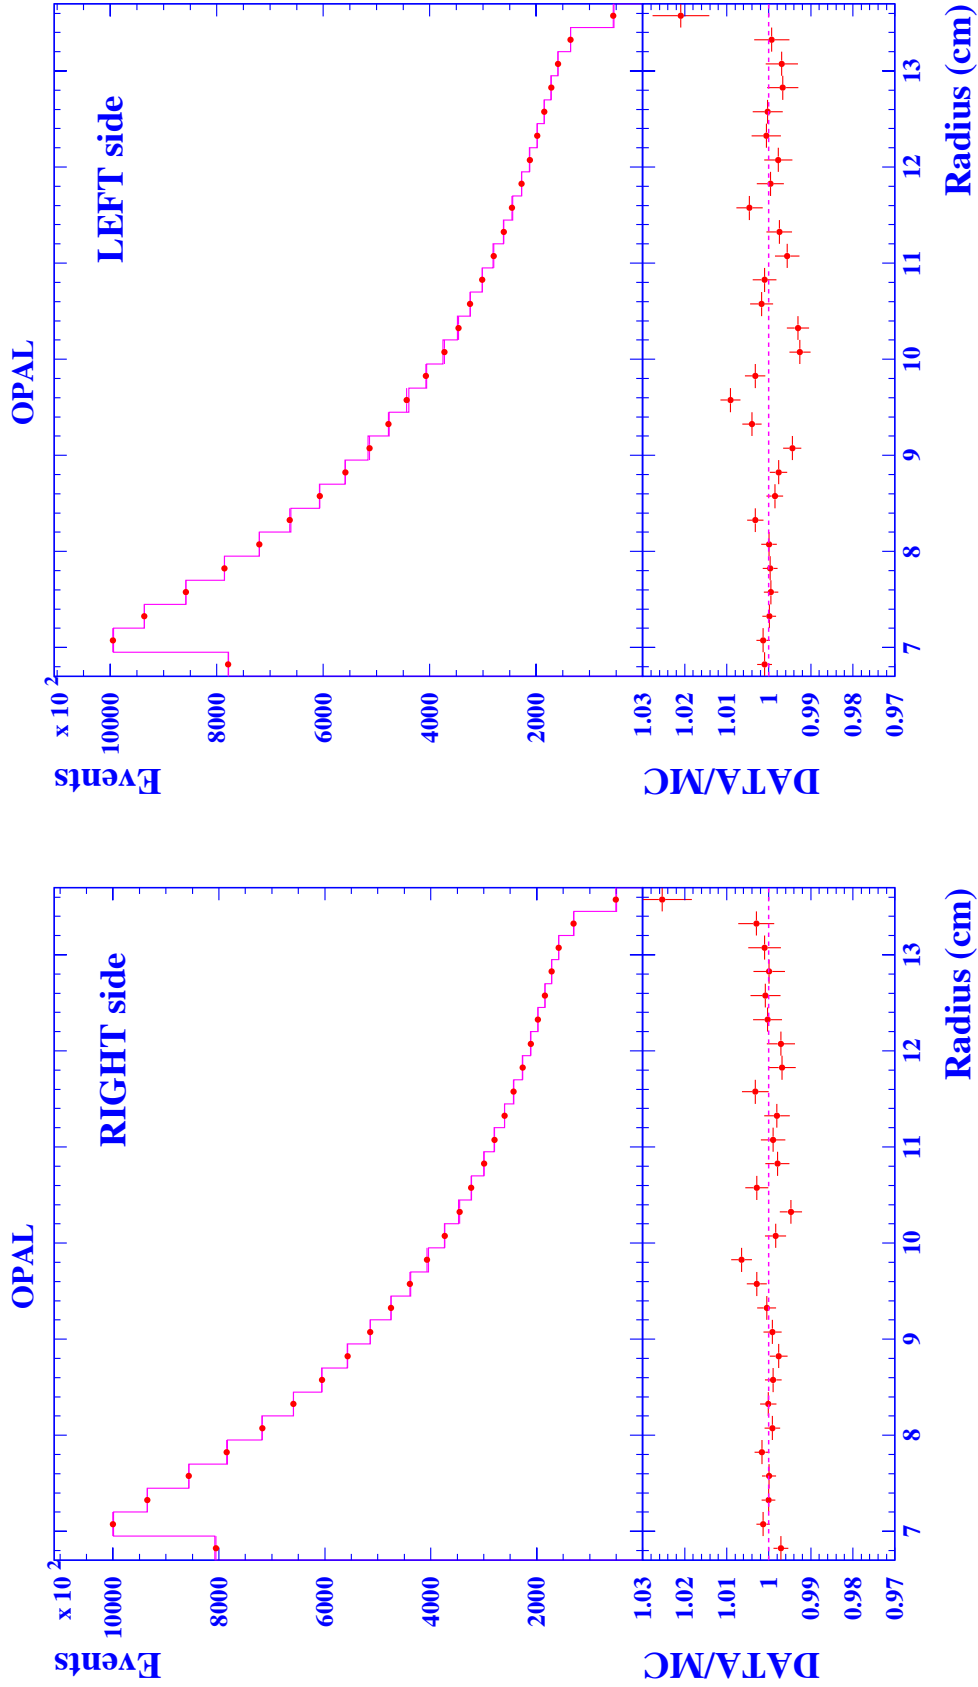 OPAL
x 10 2
Events
10000
8000
6000
4000
2000
RIGHT side
DATA/MC
1.03
1.02
1.01
1
0.99
0.98
0.97
7 8 9 10 11 12 13
Radius (cm)
OPAL
x 10 2
Events
10000
8000
6000
4000
2000
LEFT side
DATA/MC
1.03
1.02
1.01
1
0.99
0.98
0.97
7 8 9 10 11 12 13
Radius (cm)